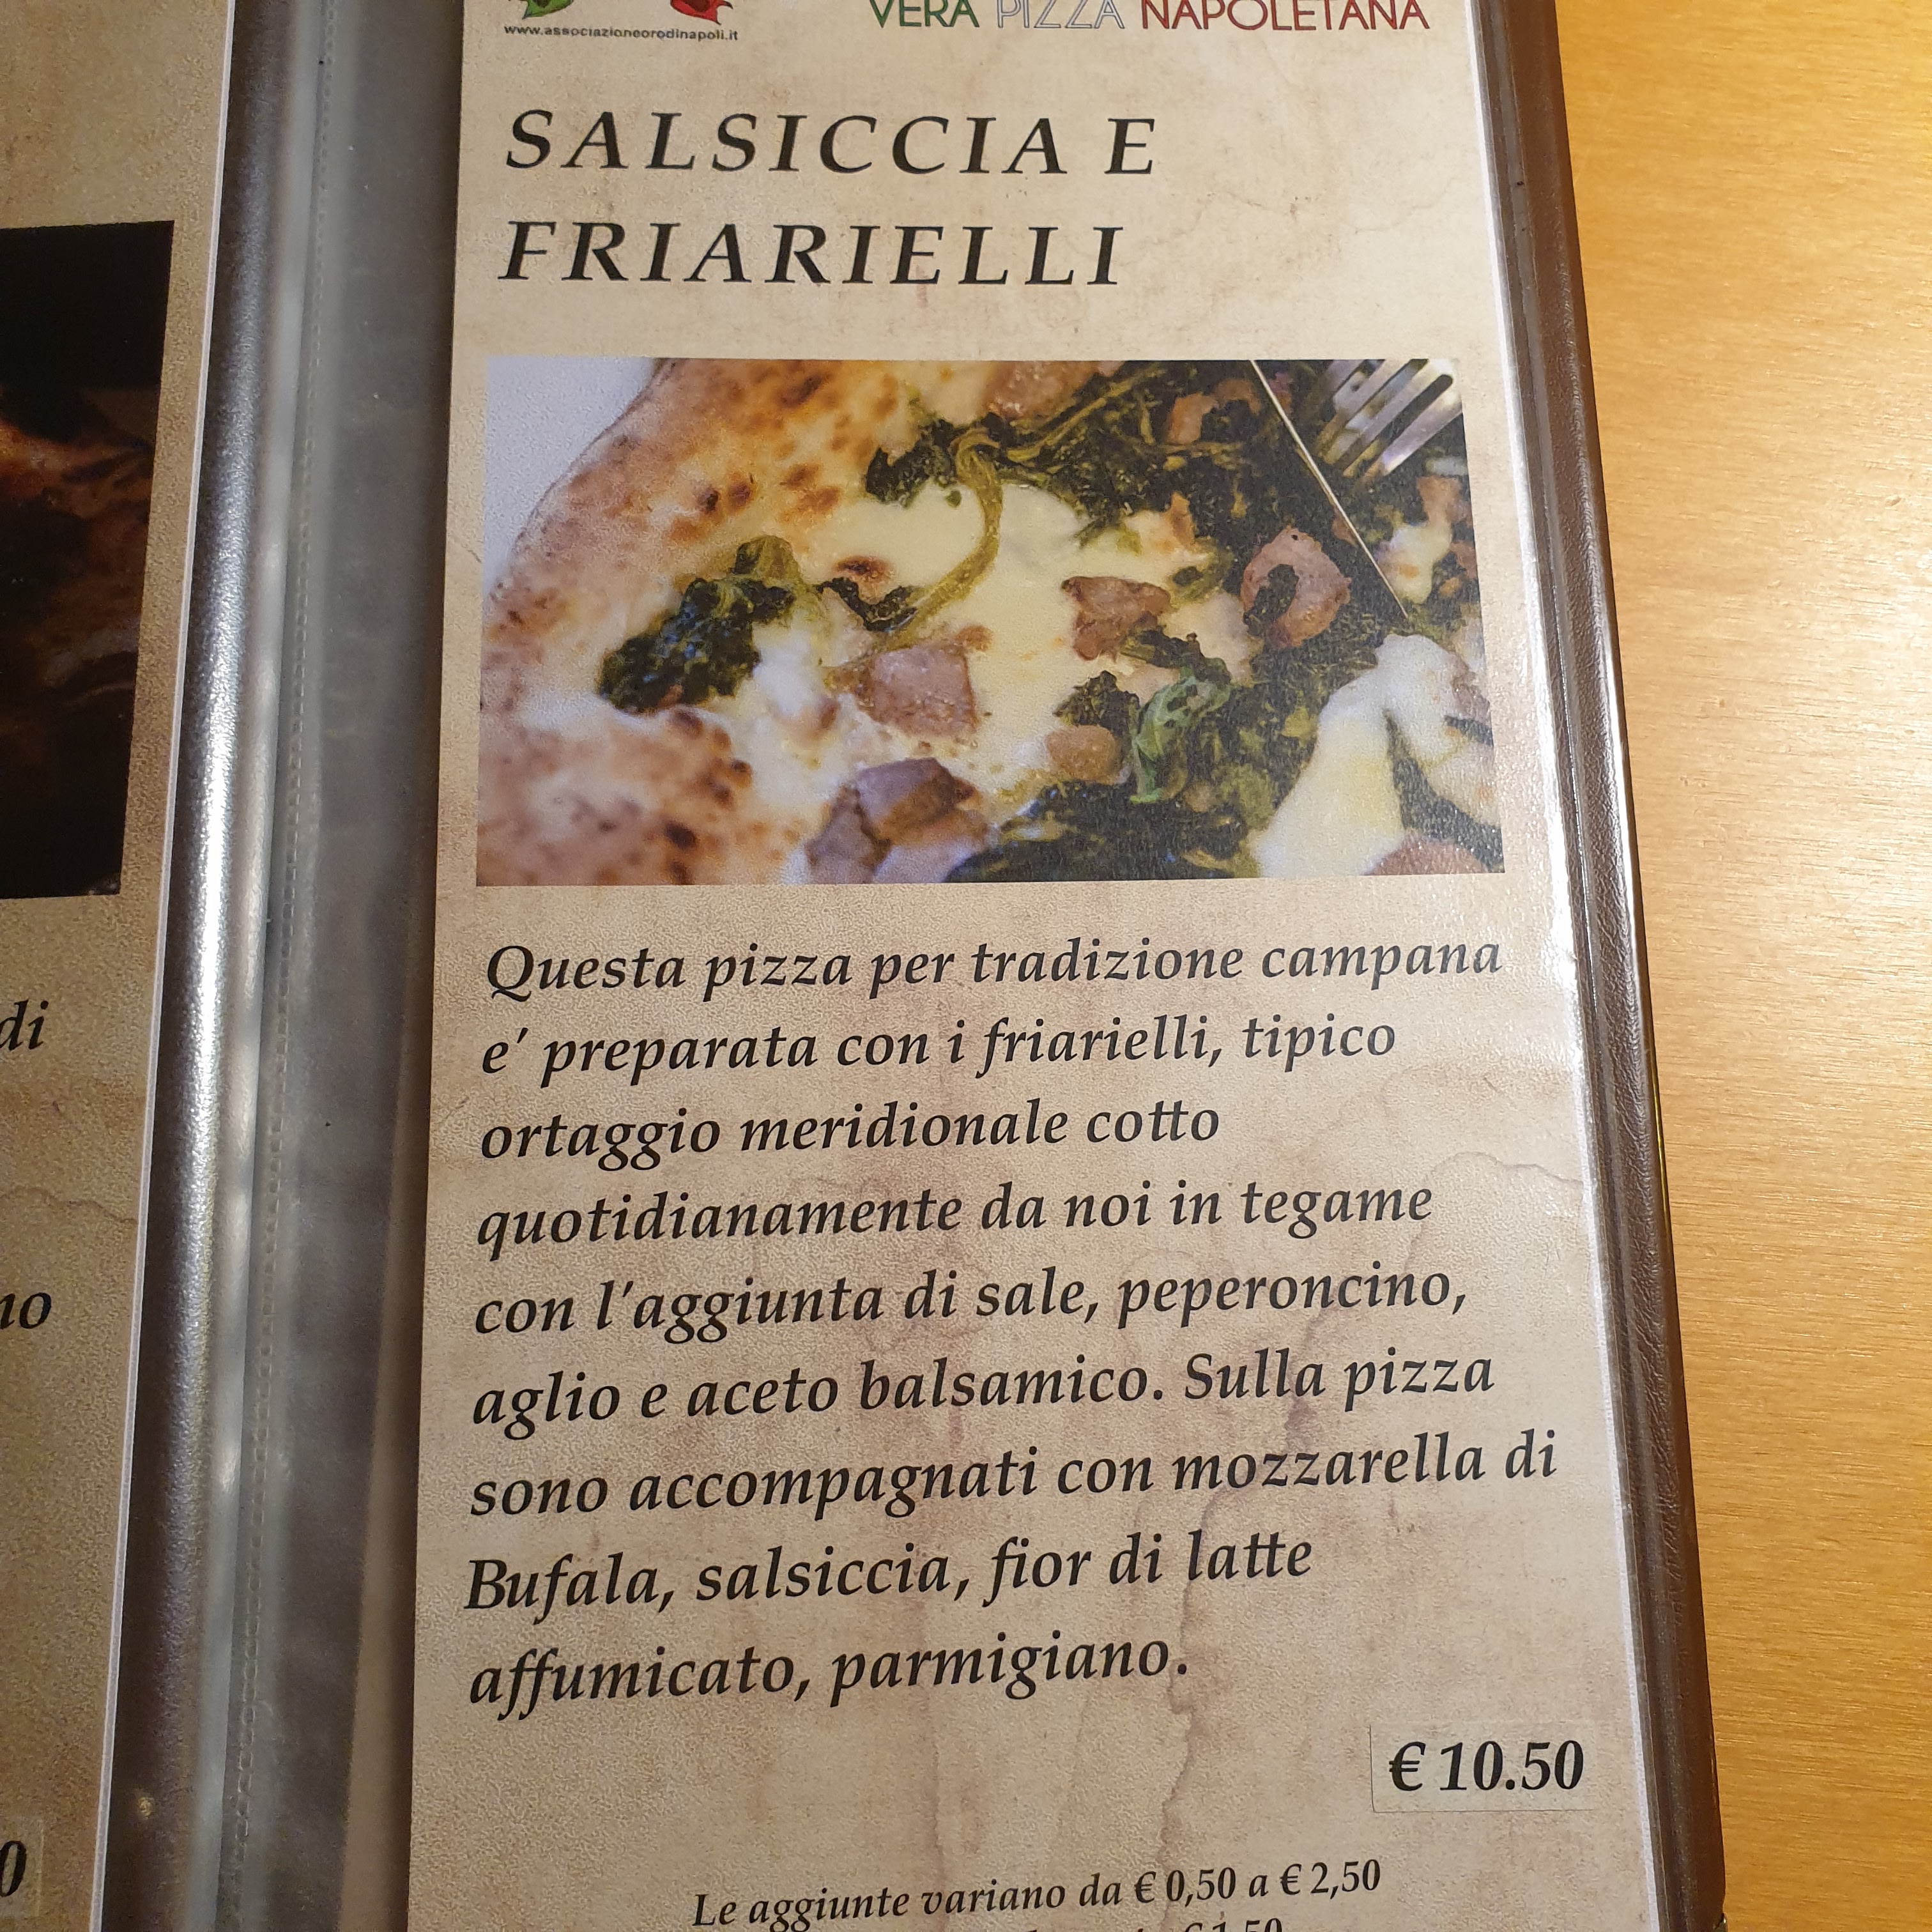 www.associazioneorodinapoli.it
VERA PIZZA NAPOLETANA
SALSICCIA E
FRIARIELLI
Questa pizza per tradizione campana
e' preparata con i friarielli, tipico
ortaggio meridionale cotto
quotidianamente da noi in tegame
con l'aggiunta di sale, peperoncino,
aglio e aceto balsamico. Sulla pizza
sono accompagnati con mozzarella di
Bufala, salsiccia, fior di latte
affumicato, parmigiano.
€ 10.50
Le aggiunte variano da € 0,50 a € 2,50
€ 1,50
di